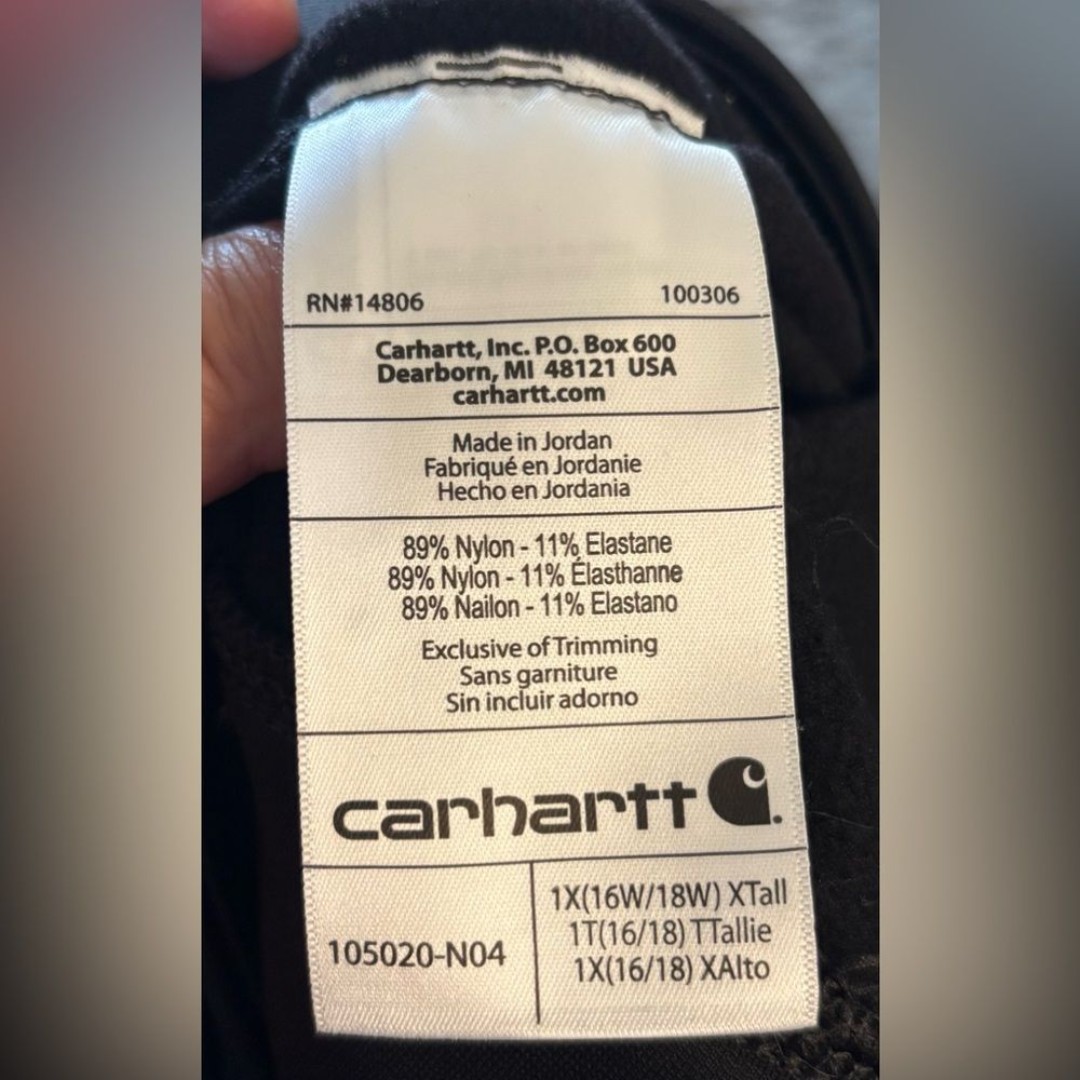 RN#14806 100306
Carhartt, Inc. P.O. Box 600
Dearborn, MI 48121 USA
carhartt.com
Made in Jordan
Fabriqué en Jordanie
Hecho en Jordania
89% Nylon - 11% Elastane
89% Nylon - 11% Élasthanne
89% Nailon - 11% Elastano
Exclusive of Trimming
Sans garniture
Sin incluir adorno
carhartt
105020-N04
1X(16W/18W) XTall
1T(16/18) TTallie
1X(16/18) XAlto